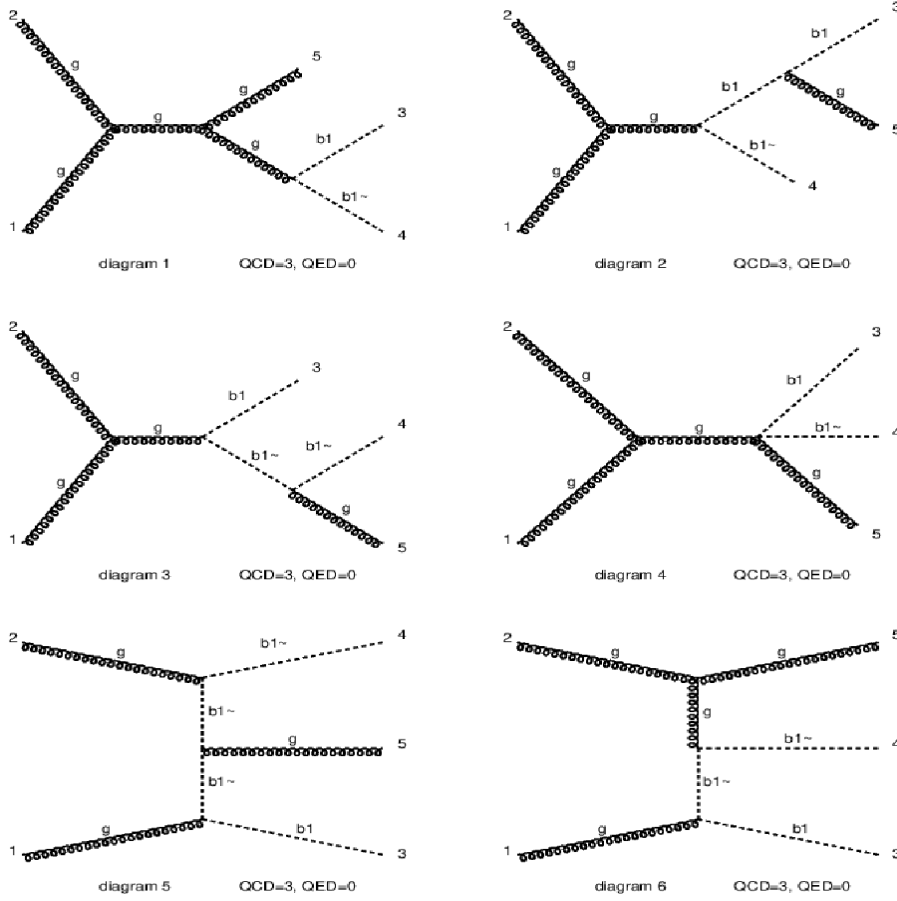 2
g
5
g
g
b1
3
g
b1~
g
1
4
diagram 1 QCD=3, QED=0
3
2
b1
g
b1
g
g
5
b1~
g
4
1
diagram 2 QCD=3, QED=0
2
g
3
b1
g
b1~
4
b1~
g
g
1
5
diagram 3 QCD=3, QED=0
2
3
g
b1
g
b1~
4
g
g
1
5
diagram 4 QCD=3, QED=0
2
g
b1~
4
b1~
g
5
b1~
g
b1
1
3
diagram 5 QCD=3, QED=0
2
g
g
5
g
b1~
4
b1~
g
b1
1
3
diagram 6 QCD=3, QED=0